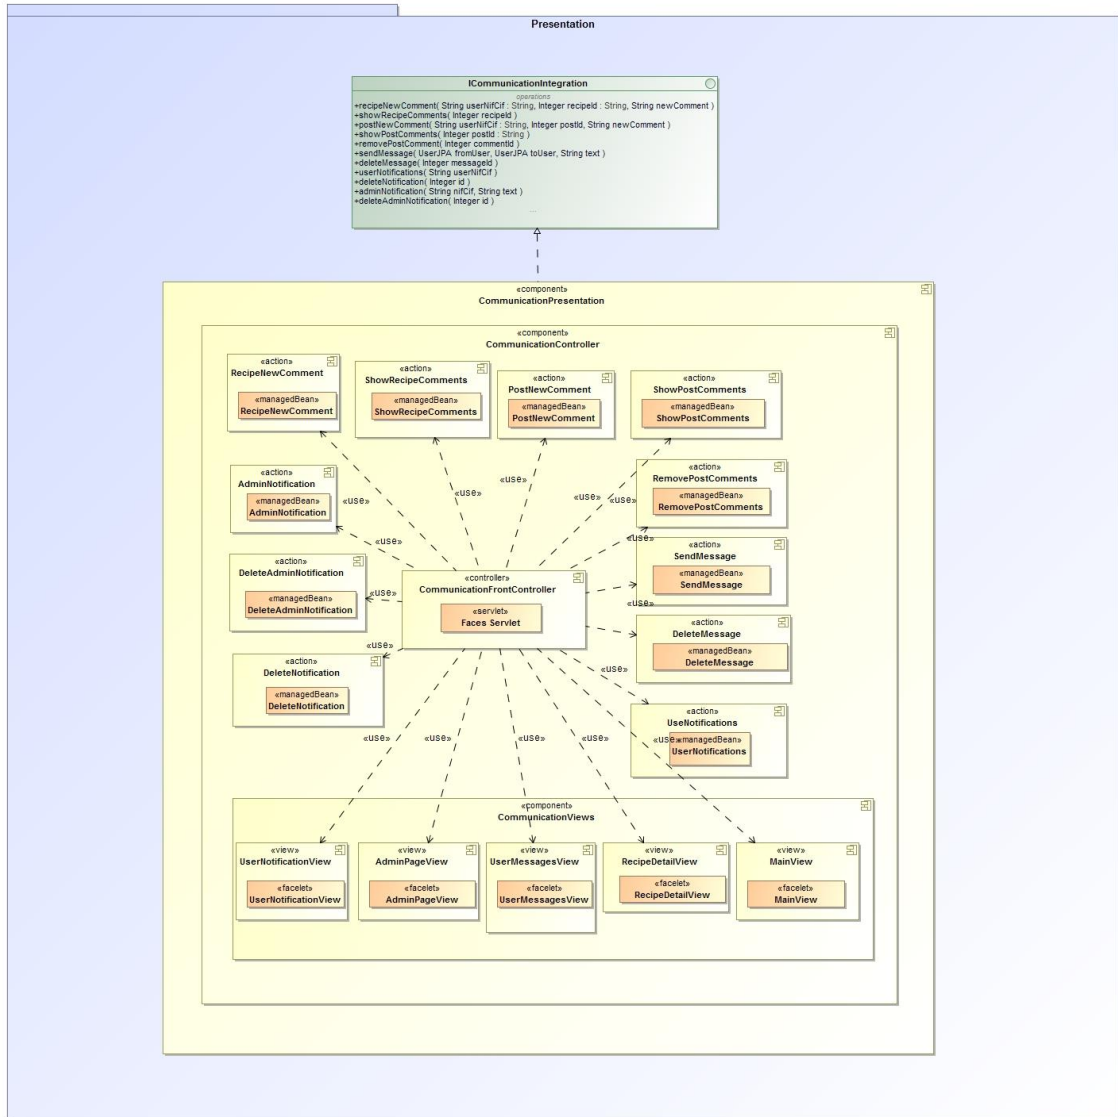 Presentation
ICommunicationIntegration
operations
+recipeNewComment( String userNifCif : String, Integer recipeId : String, String newComment )
+showRecipeComments( Integer recipeId )
+postNewComment( String userNifCif : String, Integer postId, String newComment )
+showPostComments( Integer postId : String )
+removePostComment( Integer commentId )
+sendMessage( UserJPA fromUser, UserJPA toUser, String text )
+deleteMessage( Integer messageId )
+userNotifications( String userNifCif )
+deleteNotification( Integer id )
+adminNotification( String nifCif, String text )
+deleteAdminNotification( Integer id )
...
«component»
CommunicationPresentation
«component»
CommunicationController
«action»
RecipeNewComment
«managedBean»
RecipeNewComment
«action»
ShowRecipeComments
«managedBean»
ShowRecipeComments
«action»
PostNewComment
«managedBean»
PostNewComment
«action»
ShowPostComments
«managedBean»
ShowPostComments
«action»
AdminNotification
«managedBean»
AdminNotification
«use»
«use»
«use»
«use»
«action»
RemovePostComments
«managedBean»
RemovePostComments
«use»
«use»
«action»
DeleteAdminNotification
«managedBean»
DeleteAdminNotification
«use»
«controller»
CommunicationFrontController
«servlet»
Faces Servlet
«action»
SendMessage
«managedBean»
SendMessage
«use»
«action»
DeleteMessage
«managedBean»
DeleteMessage
«use»
«use»
«action»
DeleteNotification
«managedBean»
DeleteNotification
«action»
UseNotifications
«managedBean»
UserNotifications
«use»
«use»
«use»
«use»
«use»
«component»
CommunicationViews
«view»
UserNotificationView
«facelet»
UserNotificationView
«view»
AdminPageView
«facelet»
AdminPageView
«view»
UserMessagesView
«facelet»
UserMessagesView
«view»
RecipeDetailView
«facelet»
RecipeDetailView
«view»
MainView
«facelet»
MainView